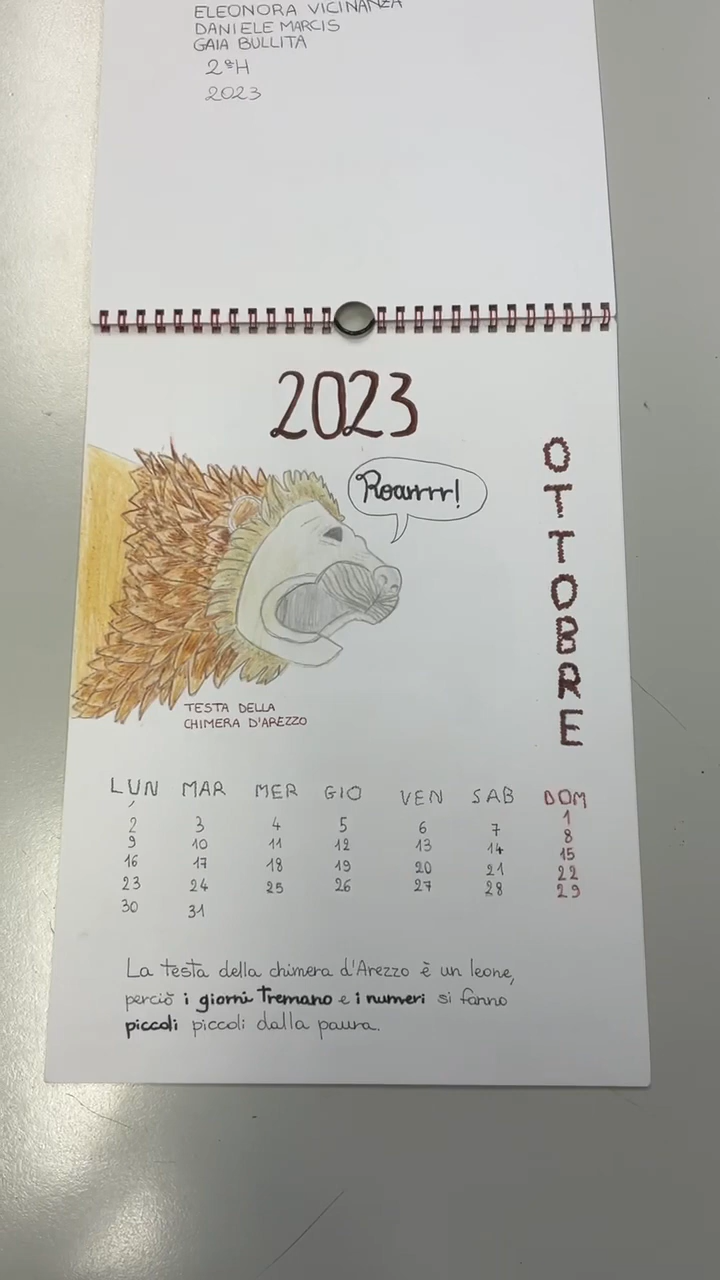 ELEONORA VICINANZA
DANIELE MARCIS
GAIA BULLITA
2ªH
2023
2023
Roarrrr!
OTTOBRE
TESTA DELLA
CHIMERA D'AREZZO
LUN MAR MER GIO VEN SAB DOM
1
2 3 4 5 6 7 8
9 10 11 12 13 14 15
16 17 18 19 20 21 22
23 24 25 26 27 28 29
30 31
La testa della chimera d'Arezzo è un leone,
perciò i giorni Tremano e i numeri si fanno
piccoli piccoli dalla paura.